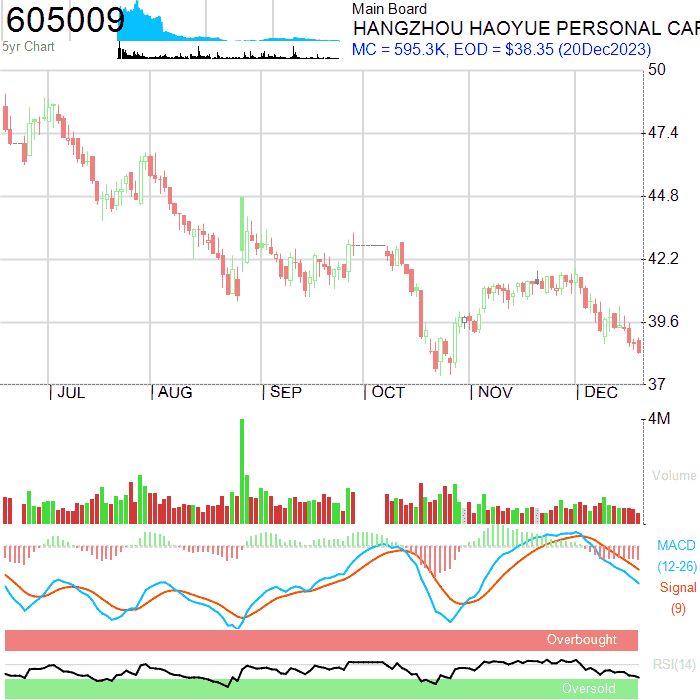 605009
5yr Chart
Main Board
HANGZHOU HAOYUE PERSONAL CAR
MC = 595.3K, EOD = $38.35 (20Dec2023)
50
47.4
44.8
42.2
39.6
37
JUL AUG SEP OCT NOV DEC
4M
Volume
MACD
(12-26)
Signal
(9)
Overbought
RSI(14)
Oversold